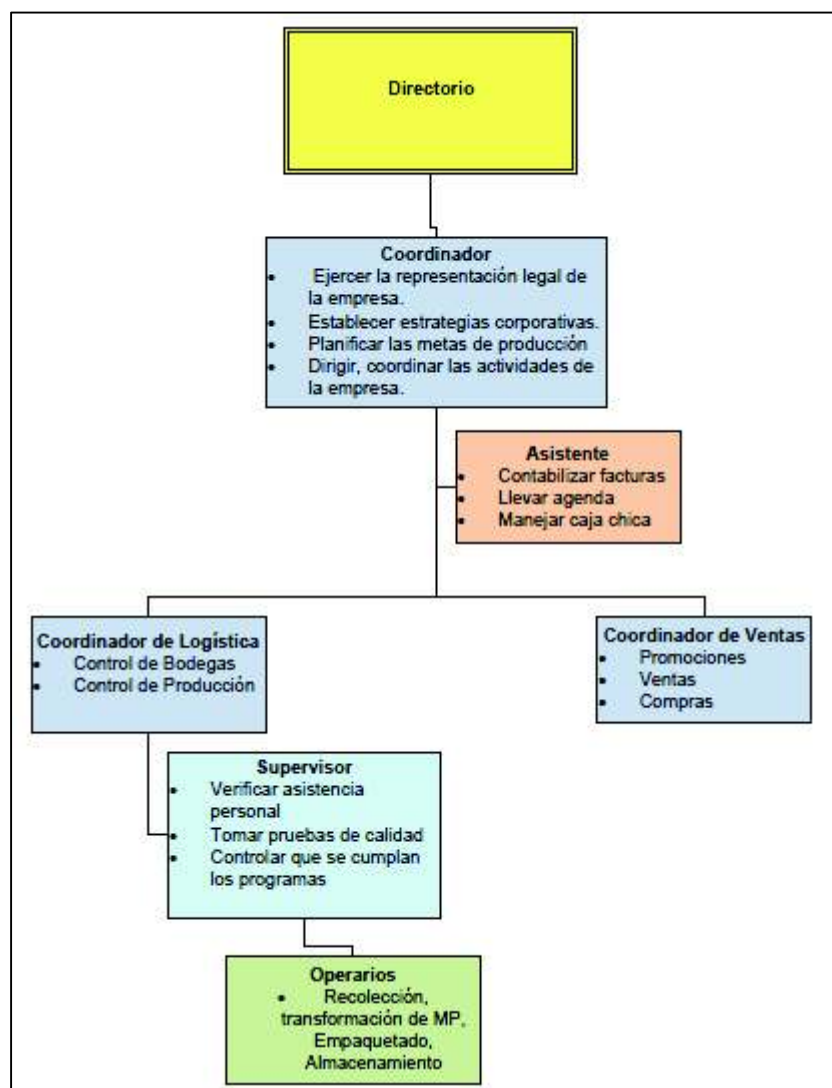 Directorio
Coordinador
• Ejercer la representación legal de
la empresa.
• Establecer estrategias corporativas.
• Planificar las metas de producción
• Dirigir, coordinar las actividades de
la empresa.
Asistente
• Contabilizar facturas
• Llevar agenda
• Manejar caja chica
Coordinador de Logística
• Control de Bodegas
• Control de Producción
Coordinador de Ventas
• Promociones
• Ventas
• Compras
Supervisor
• Verificar asistencia
personal
• Tomar pruebas de calidad
• Controlar que se cumplan
los programas
Operarios
• Recolección,
transformación de MP,
Empaquetado,
Almacenamiento